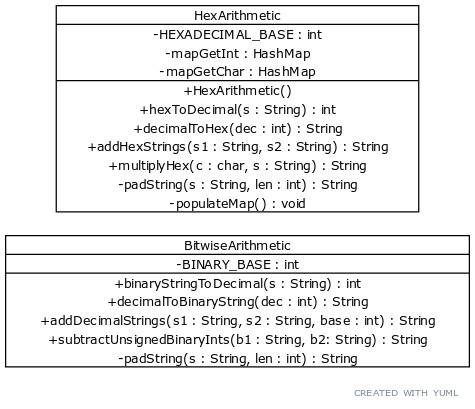 HexArithmetic
-HEXADECIMAL_BASE : int
-mapGetInt : HashMap
-mapGetChar : HashMap
+HexArithmetic()
+hexToDecimal(s : String) : int
+decimalToHex(dec : int) : String
+addHexStrings(s1 : String, s2 : String) : String
+multiplyHex(c : char, s : String) : String
-padString(s : String, len : int) : String
-populateMap() : void
BitwiseArithmetic
-BINARY_BASE : int
+binaryStringToDecimal(s : String) : int
+decimalToBinaryString(dec : int) : String
+addDecimalStrings(s1 : String, s2 : String, base : int) : String
+subtractUnsignedBinaryInts(b1 : String, b2: String) : String
-padString(s : String, len : int) : String
CREATED WITH YUML